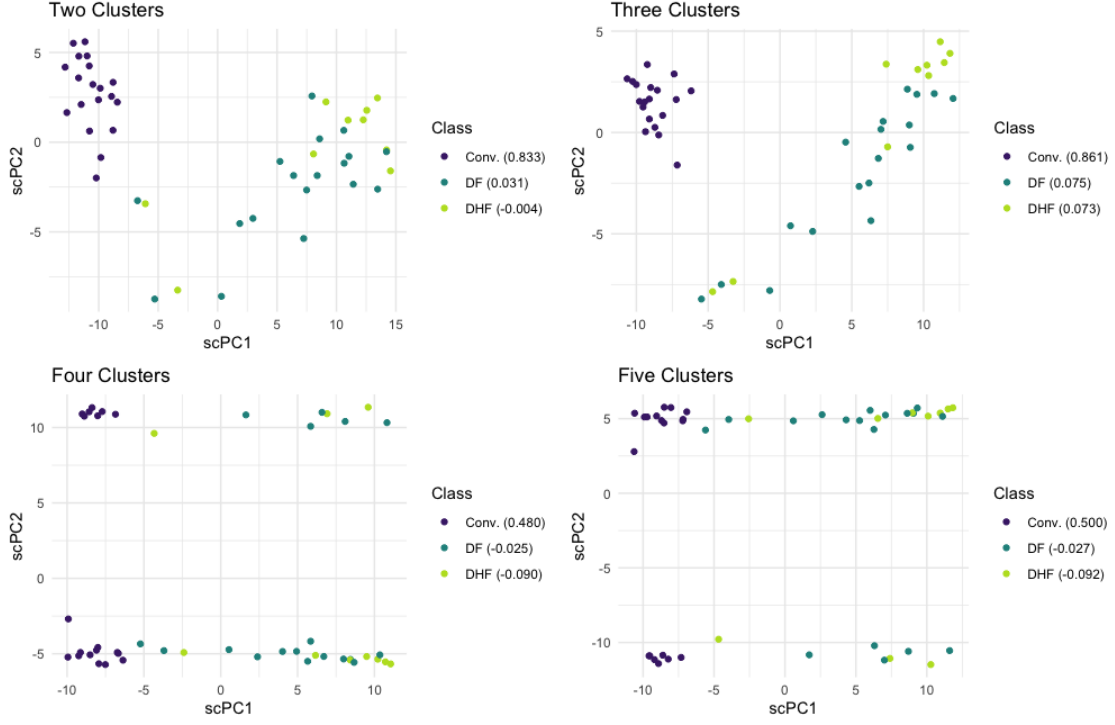 Two Clusters
5
0
-5
-10
-5
0
5
10
15
scPC1
scPC2
Class
Conv. (0.833)
DF (0.031)
DHF (-0.004)
Three Clusters
5
0
-5
-10
-5
0
5
10
scPC1
scPC2
Class
Conv. (0.861)
DF (0.075)
DHF (0.073)
Four Clusters
10
5
0
-5
-10
-5
0
5
10
scPC1
scPC2
Class
Conv. (0.480)
DF (-0.025)
DHF (-0.090)
Five Clusters
5
0
-5
-10
-10
-5
0
5
10
scPC1
scPC2
Class
Conv. (0.500)
DF (-0.027)
DHF (-0.092)